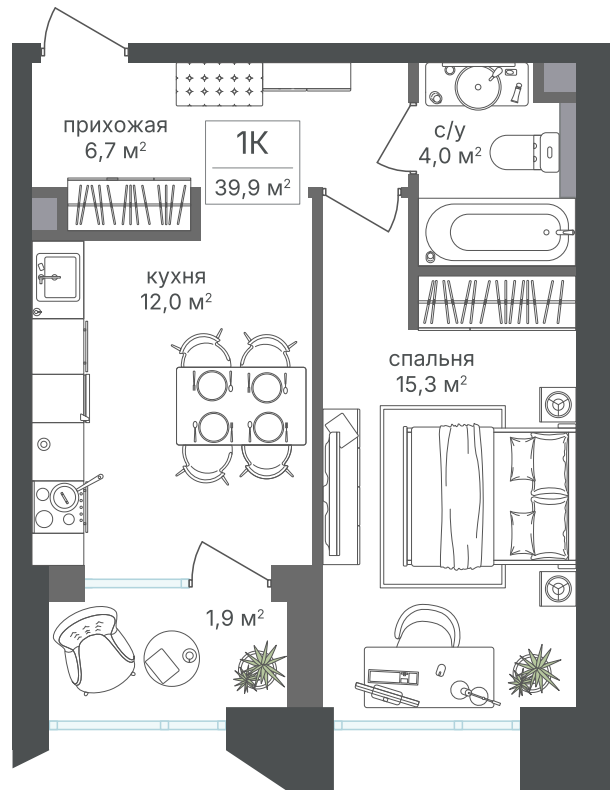 прихожая
6,7 м²
1К
39,9 м²
с/у
4,0 м²
кухня
12,0 м²
спальня
15,3 м²
1,9 м²